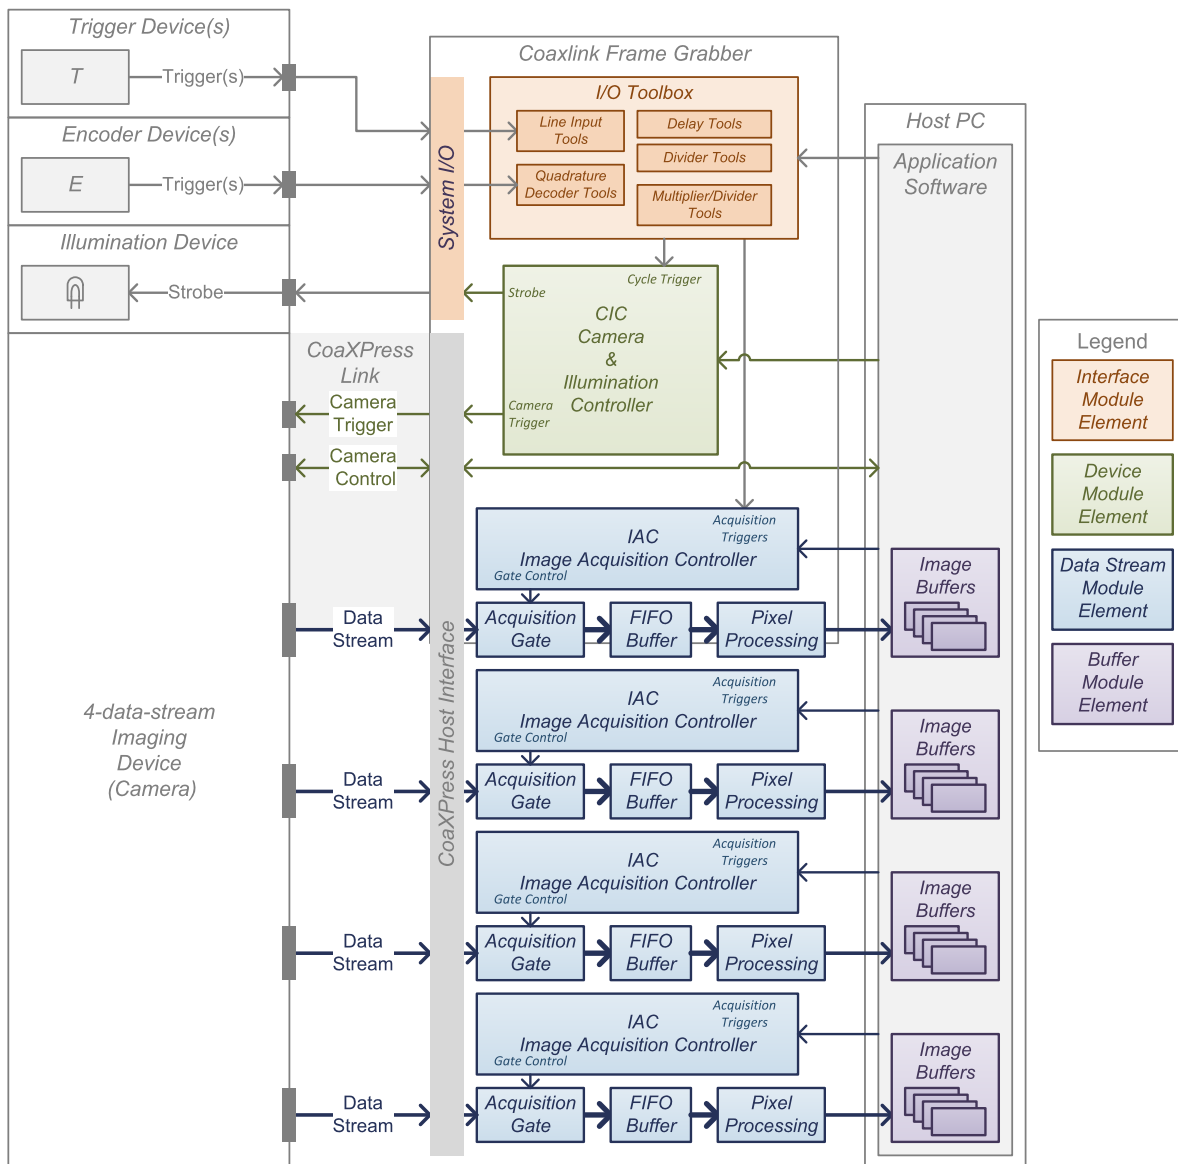 Trigger Device(s)
T
Trigger(s)
Encoder Device(s)
E
Trigger(s)
Illumination Device
Strobe
Coaxlink Frame Grabber
System I/O
I/O Toolbox
Line Input
Tools
Delay Tools
Divider Tools
Quadrature
Decoder Tools
Multiplier/Divider
Tools
Host PC
Application
Software
Cycle Trigger
Strobe
CIC
Camera
&
Illumination
Controller
Camera
Trigger
CoaXPress
Link
Camera
Trigger
Camera
Control
Legend
Interface
Module
Element
Device
Module
Element
Data Stream
Module
Element
Buffer
Module
Element
4-data-stream
Imaging
Device
(Camera)
CoaXPress Host Interface
Acquisition
Triggers
IAC
Image Acquisition Controller
Gate Control
Data
Stream
Acquisition
Gate
FIFO
Buffer
Pixel
Processing
Image
Buffers
Acquisition
Triggers
IAC
Image Acquisition Controller
Gate Control
Data
Stream
Acquisition
Gate
FIFO
Buffer
Pixel
Processing
Image
Buffers
Acquisition
Triggers
IAC
Image Acquisition Controller
Gate Control
Data
Stream
Acquisition
Gate
FIFO
Buffer
Pixel
Processing
Image
Buffers
Acquisition
Triggers
IAC
Image Acquisition Controller
Gate Control
Data
Stream
Acquisition
Gate
FIFO
Buffer
Pixel
Processing
Image
Buffers